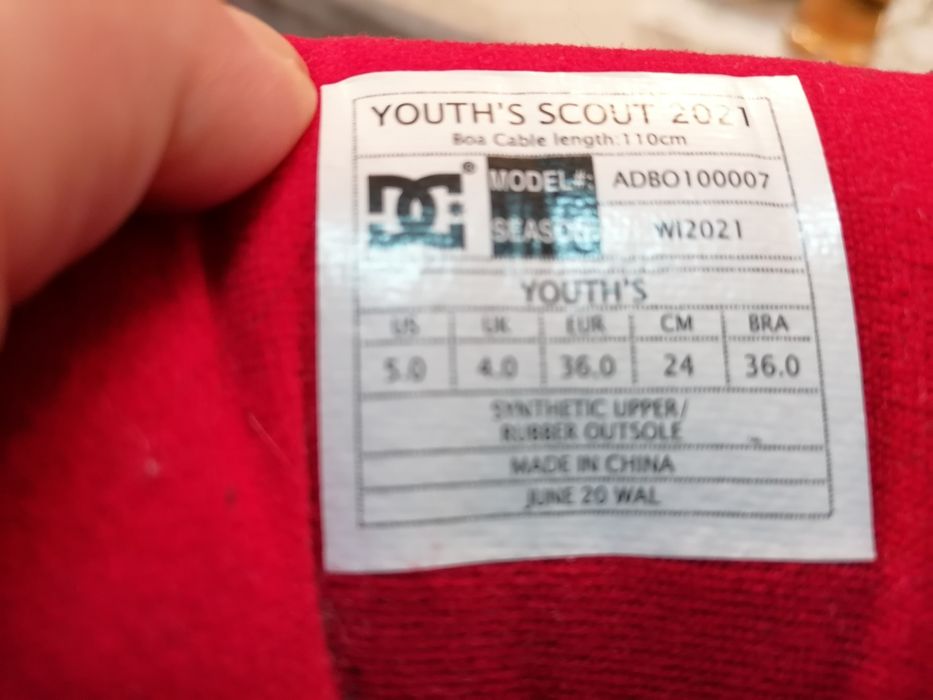 YOUTH'S SCOUT 2021
Boa Cable length:110cm
DC®
MODEL#: ADBO100007
SEASON: WI2021
YOUTH'S
US UK EUR CM BRA
5.0 4.0 36.0 24 36.0
SYNTHETIC UPPER/
RUBBER OUTSOLE
MADE IN CHINA
JUNE 20 WAL